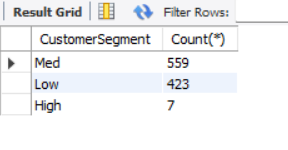 Result Grid Filter Rows:
CustomerSegment Count(*)
Med 559
Low 423
High 7